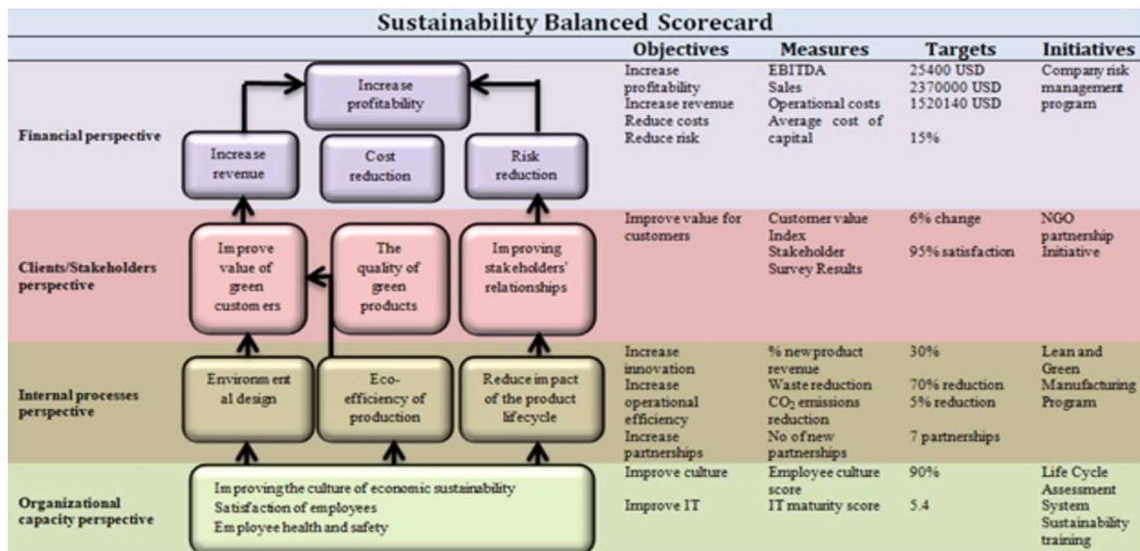 Sustainability Balanced Scorecard
Objectives Measures Targets Initiatives
Financial perspective
Increase
profitability
Increase
revenue
Cost
reduction
Risk
reduction
Increase
profitability
Increase revenue
Reduce costs
Reduce risk
EBITDA
Sales
Operational costs
Average cost of
capital
25400 USD
2370000 USD
1520140 USD
15%
Company risk
management
program
Clients/Stakeholders
perspective
Improve
value of
green
customers
The
quality of
green
products
Improving
stakeholders'
relationships
Improve value for
customers
Customer value
Index
Stakeholder
Survey Results
6% change
95% satisfaction
NGO
partnership
Initiative
Internal processes
perspective
Environment
al design
Eco-
efficiency of
production
Reduce impact
of the product
lifecycle
Increase
innovation
Increase
operational
efficiency
Increase
partnerships
% new product
revenue
Waste reduction
CO₂ emissions
reduction
No of new
partnerships
30%
70% reduction
5% reduction
7 partnerships
Lean and
Green
Manufacturing
Program
Organizational
capacity perspective
Improving the culture of economic sustainability
Satisfaction of employees
Employee health and safety
Improve culture
Improve IT
Employee culture
score
IT maturity score
90%
5.4
Life Cycle
Assessment
System
Sustainability
training